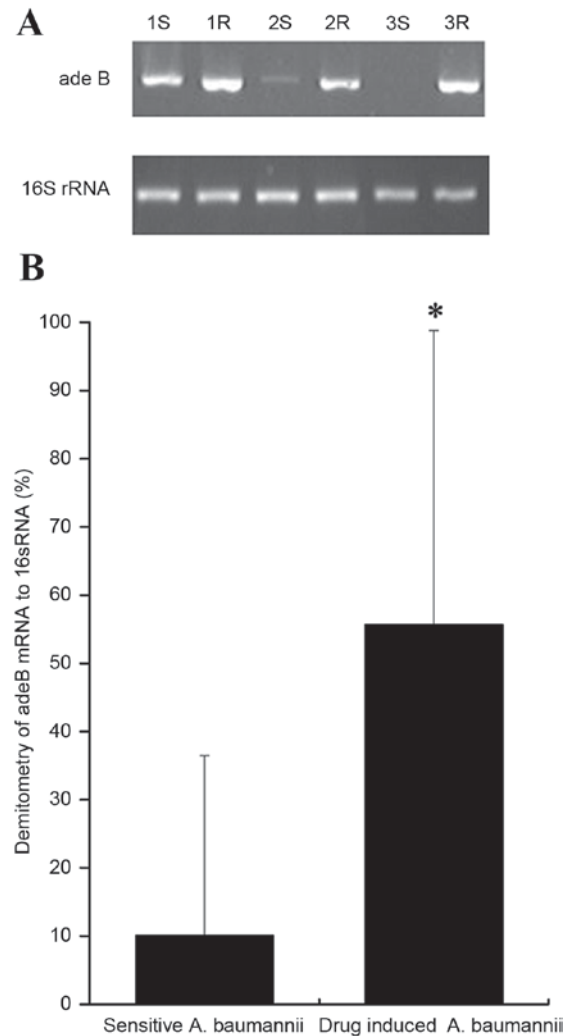 A
1S 1R 2S 2R 3S 3R
ade B
16S rRNA
B
*
100
90
80
70
60
50
40
30
20
10
0
Demitometry of adeB mRNA to 16sRNA (%)
Sensitive A. baumannii Drug induced A. baumannii